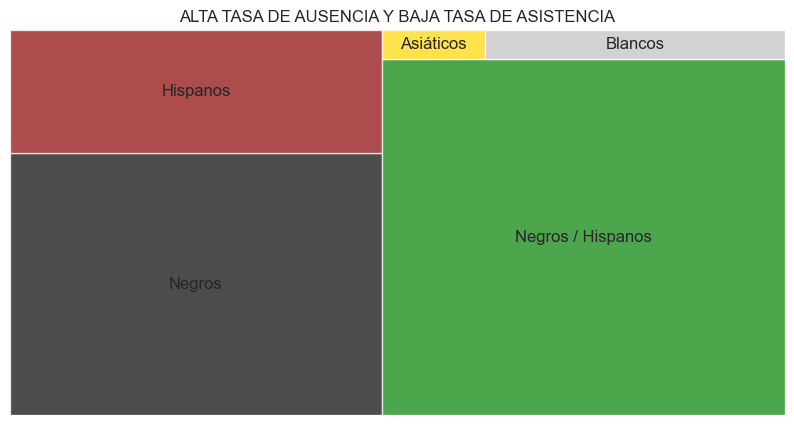 ALTA TASA DE AUSENCIA Y BAJA TASA DE ASISTENCIA
Asiáticos
Blancos
Hispanos
Negros / Hispanos
Negros